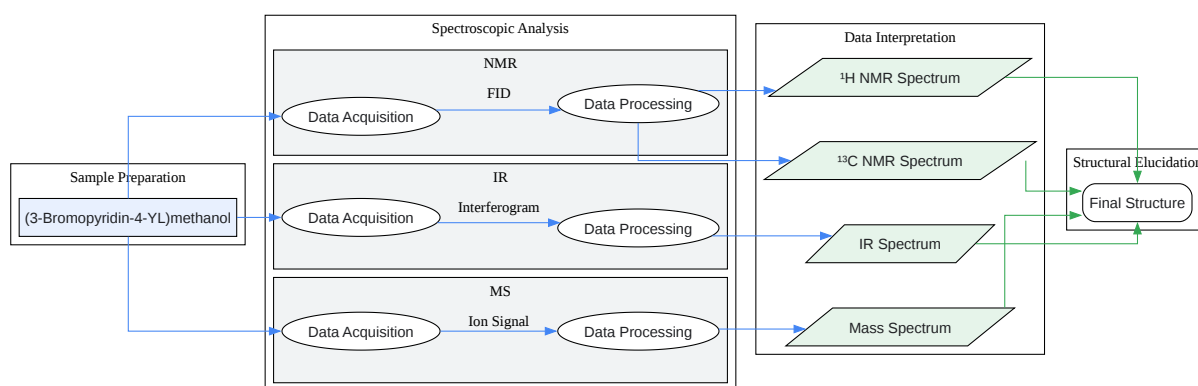 Sample Preparation
(3-Bromopyridin-4-YL)methanol
Spectroscopic Analysis
NMR
Data Acquisition
FID
Data Processing
IR
Data Acquisition
Interferogram
Data Processing
MS
Data Acquisition
Ion Signal
Data Processing
Data Interpretation
¹H NMR Spectrum
¹³C NMR Spectrum
IR Spectrum
Mass Spectrum
Structural Elucidation
Final Structure